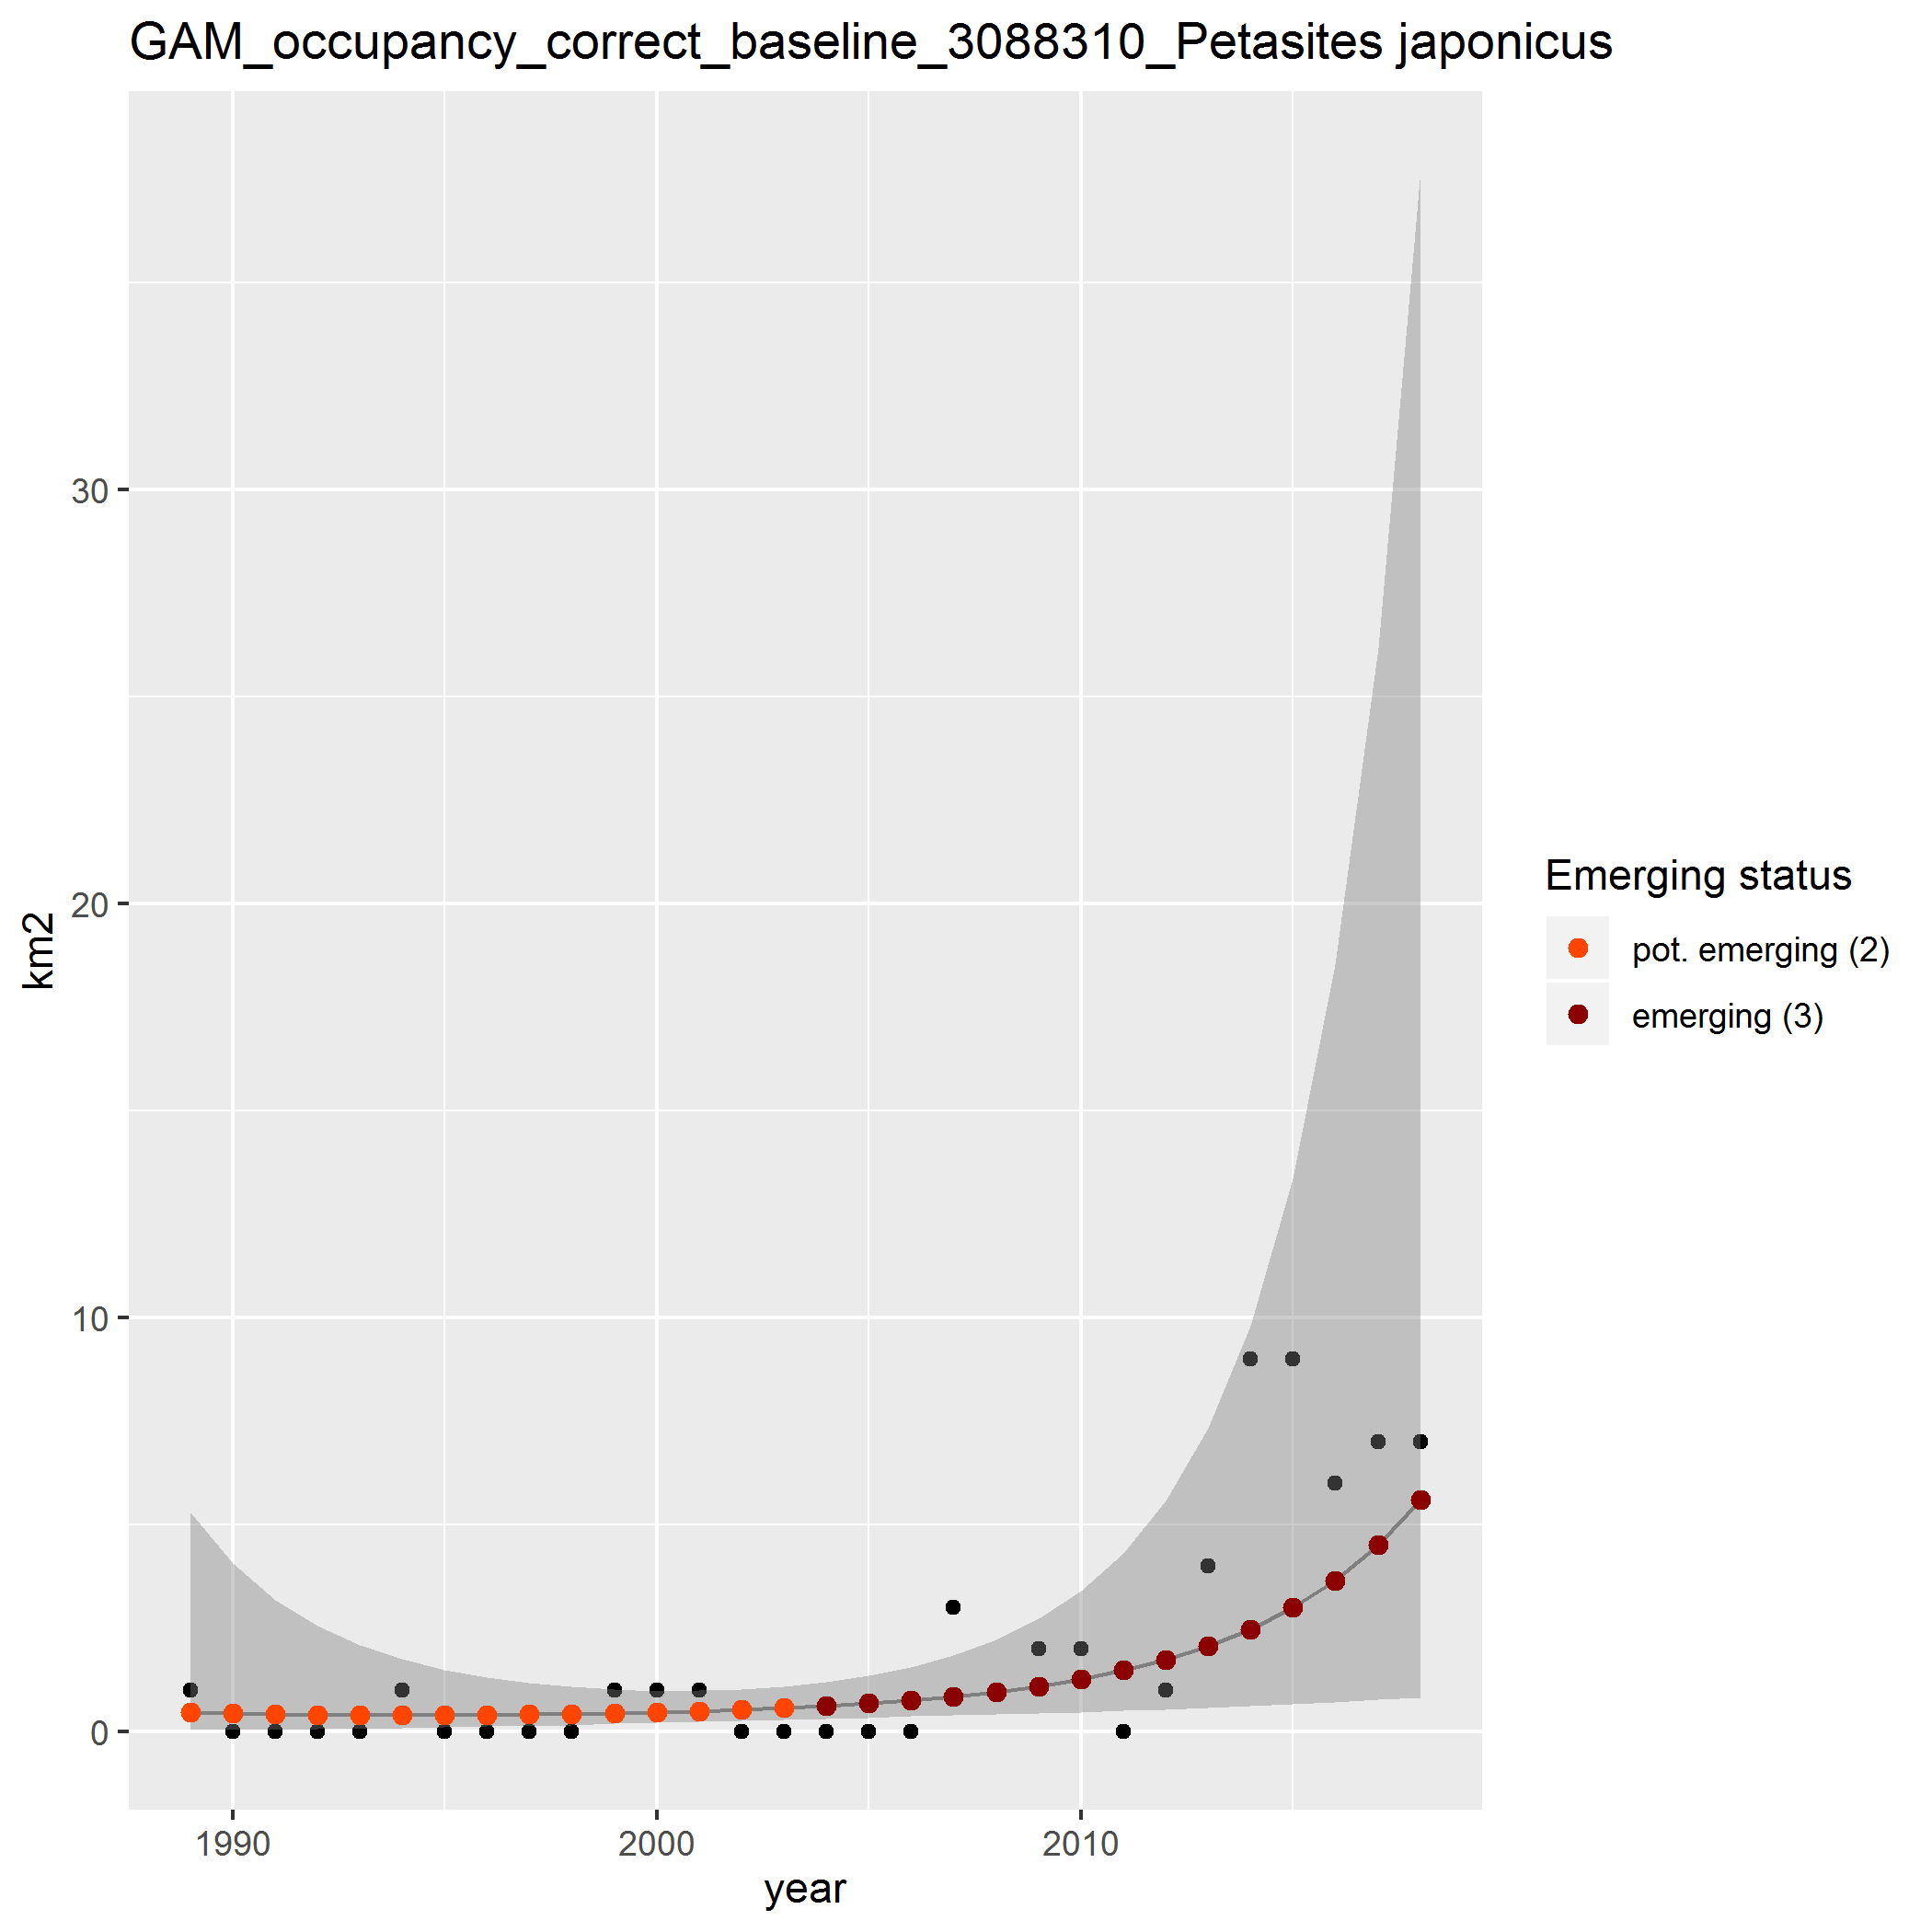 GAM_occupancy_correct_baseline_3088310_Petasites japonicus
30
20
10
0
km2
1990
2000
2010
year
Emerging status
pot. emerging (2)
emerging (3)